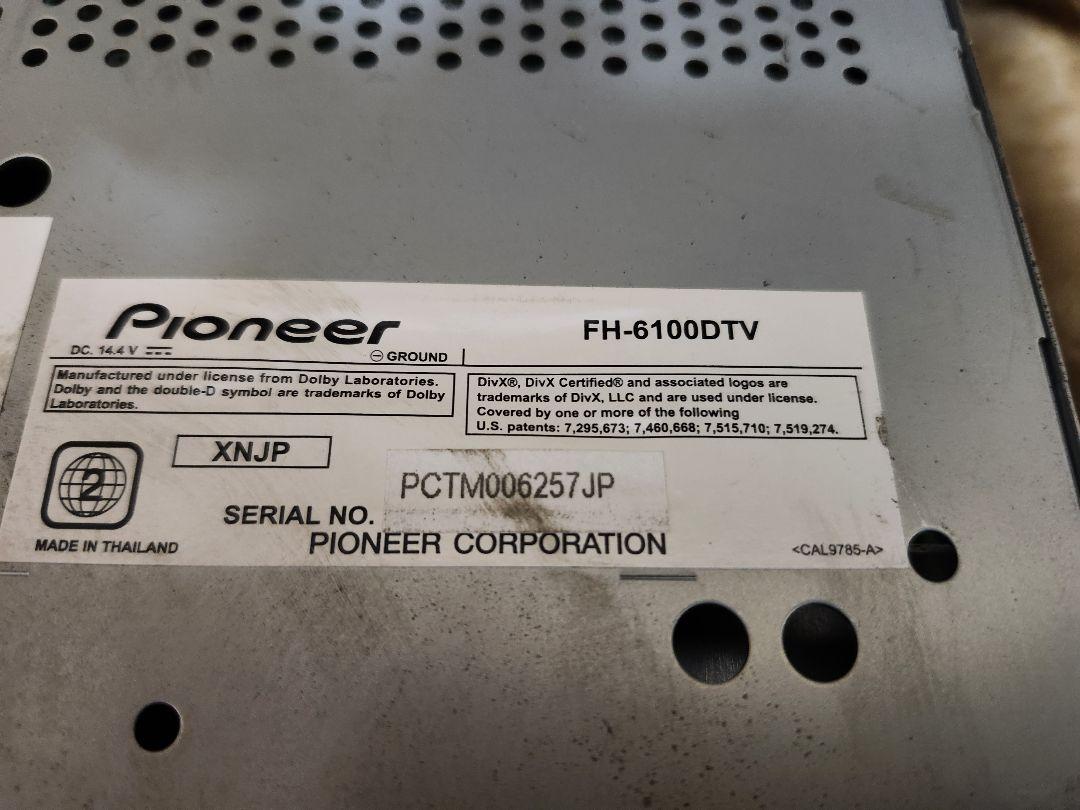 Pioneer
FH-6100DTV
DC. 14.4 V
GROUND
Manufactured under license from Dolby Laboratories.
Dolby and the double-D symbol are trademarks of Dolby
Laboratories.
DivX®, DivX Certified® and associated logos are
trademarks of DivX, LLC and are used under license.
Covered by one or more of the following
U.S. patents: 7,295,673; 7,460,668; 7,515,710; 7,519,274.
XNJP
2
PCTM006257JP
SERIAL NO.
MADE IN THAILAND
PIONEER CORPORATION
<CAL9785-A>